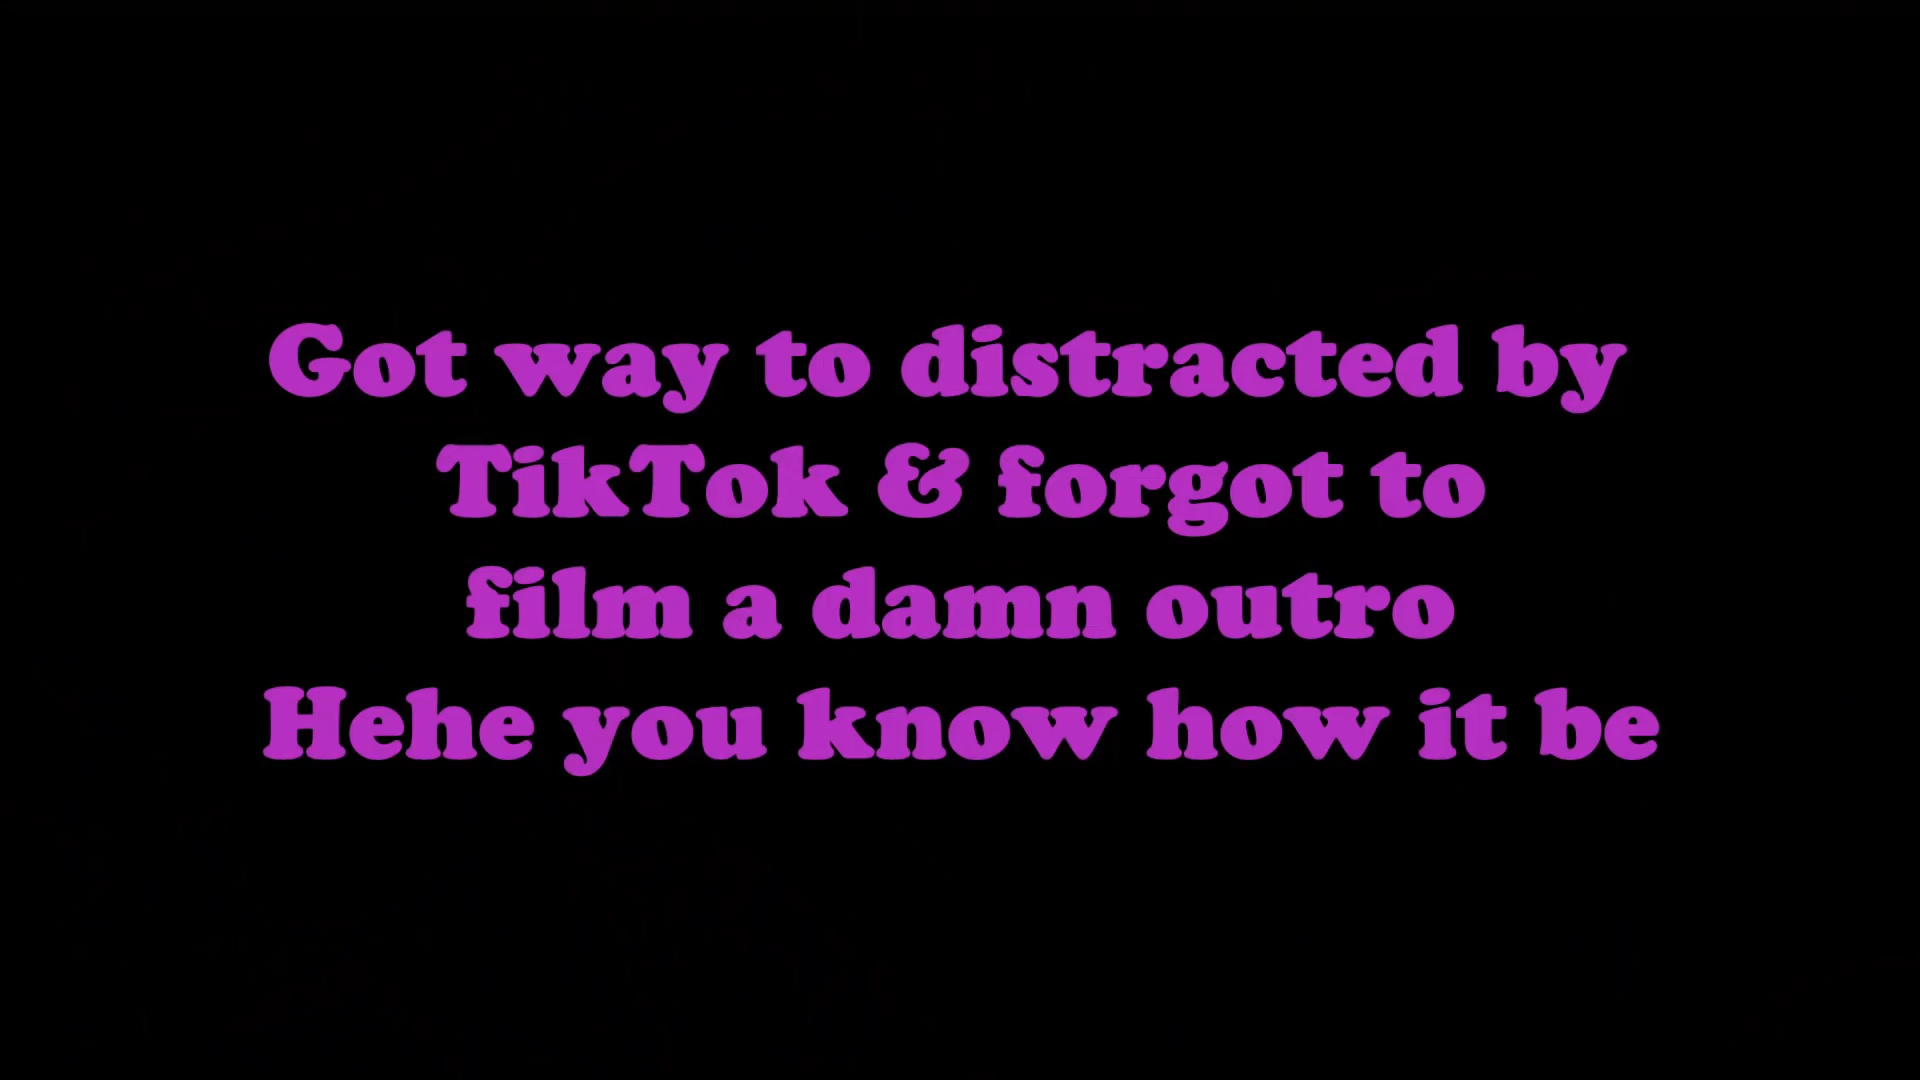 Got way to distracted by
TikTok & forgot to
film a damn outro
Hehe you know how it be